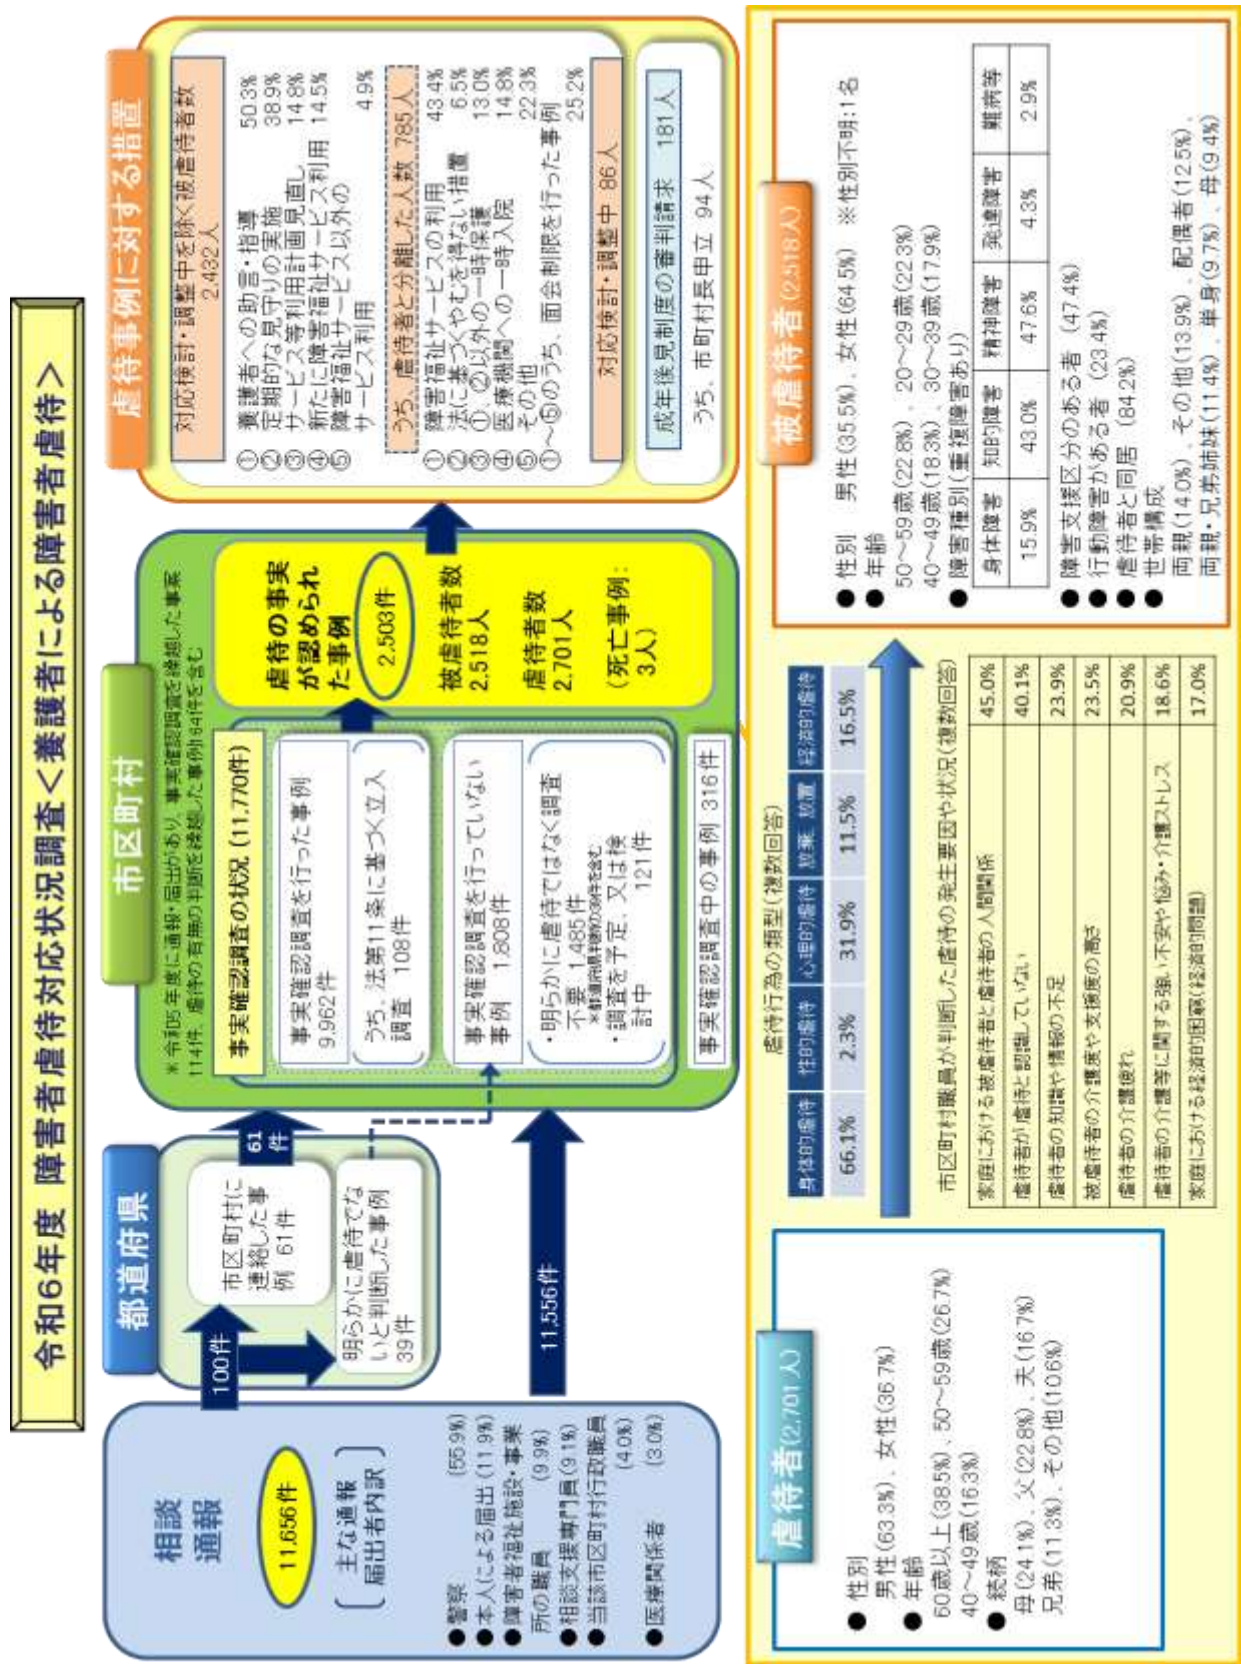 令和6年度 障害者虐待対応状況調査＜養護者による障害者虐待＞
相談
通報
11,656件
主な通報
届出者内訳
●警察 (55.9%)
●本人による届出(11.9%)
●障害者福祉施設・事業
所の職員 (9.9%)
●相談支援専門員(9.1%)
●当該市区町村行政職員
(4.0%)
●医療関係者 (3.0%)
都道府県
100件
市区町村に
連絡した事
例 61件
61
件
明らかに虐待でな
いと判断した事例
39件
11,556件
市区町村
＊令和5年度に通報・届出があり、事実確認調査を繰越した事案
114件、虐待の有無の判断を繰越した事例164件を含む
事実確認調査の状況 (11,770件)
事実確認調査を行った事例
9,962件
うち、法第11条に基づく立入
調査 108件
事実確認調査を行っていない
事例 1,808件
・明らかに虐待ではなく調査
不要 1,485件
＊都道府県判断の39件を含む
・調査を予定、又は検
討中 121件
事実確認調査中の事例 316件
虐待の事実
が認められ
た事例
2,503件
被虐待者数
2,518人
虐待者数
2,701人
(死亡事例:
3人)
虐待事例に対する措置
対応検討・調整中を除く被虐待者数
2,432人
① 養護者への助言・指導 50.3%
② 定期的な見守りの実施 38.9%
③ サービス等利用計画見直し 14.8%
④ 新たに障害福祉サービス利用 14.5%
⑤ 障害福祉サービス以外の
サービス利用 4.9%
うち、虐待者と分離した人数 785人
① 障害福祉サービスの利用 43.4%
② 法に基づくやむを得ない措置 6.5%
③ ①、②以外の一時保護 13.0%
④ 医療機関への一時入院 14.8%
⑤ その他 22.3%
①～⑥のうち、面会制限を行った事例
25.2%
対応検討・調整中 86人
成年後見制度の審判請求 181人
うち、市町村長申立 94人
虐待者(2,701人)
● 性別
男性(63.3%)、女性(36.7%)
● 年齢
60歳以上(38.5%)、50～59歳(26.7%)
40～49歳(16.3%)
● 続柄
母(24.1%)、父(22.8%)、夫(16.7%)
兄弟(11.3%)、その他(10.6%)
虐待行為の類型(複数回答)
身体的虐待 性的虐待 心理的虐待 放棄、放置 経済的虐待
66.1% 2.3% 31.9% 11.5% 16.5%
市区町村職員が判断した虐待の発生要因や状況(複数回答)
家庭における被虐待者と虐待者の人間関係 45.0%
虐待者が虐待と認識していない 40.1%
虐待者の知識や情報の不足 23.9%
被虐待者の介護度や支援度の高さ 23.5%
虐待者の介護疲れ 20.9%
虐待者の介護等に関する強い不安や悩み・介護ストレス 18.6%
家庭における経済的困窮(経済的問題) 17.0%
被虐待者(2,518人)
● 性別 男性(35.5%)、女性(64.5%) ※性別不明:1名
● 年齢
50～59歳(22.8%)、20～29歳(22.3%)
40～49歳(18.3%)、30～39歳(17.9%)
● 障害種別(重複障害あり)
身体障害 知的障害 精神障害 発達障害 難病等
15.9% 43.0% 47.6% 4.3% 2.9%
● 障害支援区分のある者 (47.4%)
● 行動障害がある者 (23.4%)
● 虐待者と同居 (84.2%)
● 世帯構成
両親(14.0%)、その他(13.9%)、配偶者(12.5%)、
両親・兄弟姉妹(11.4%)、単身(9.7%)、母(9.4%)